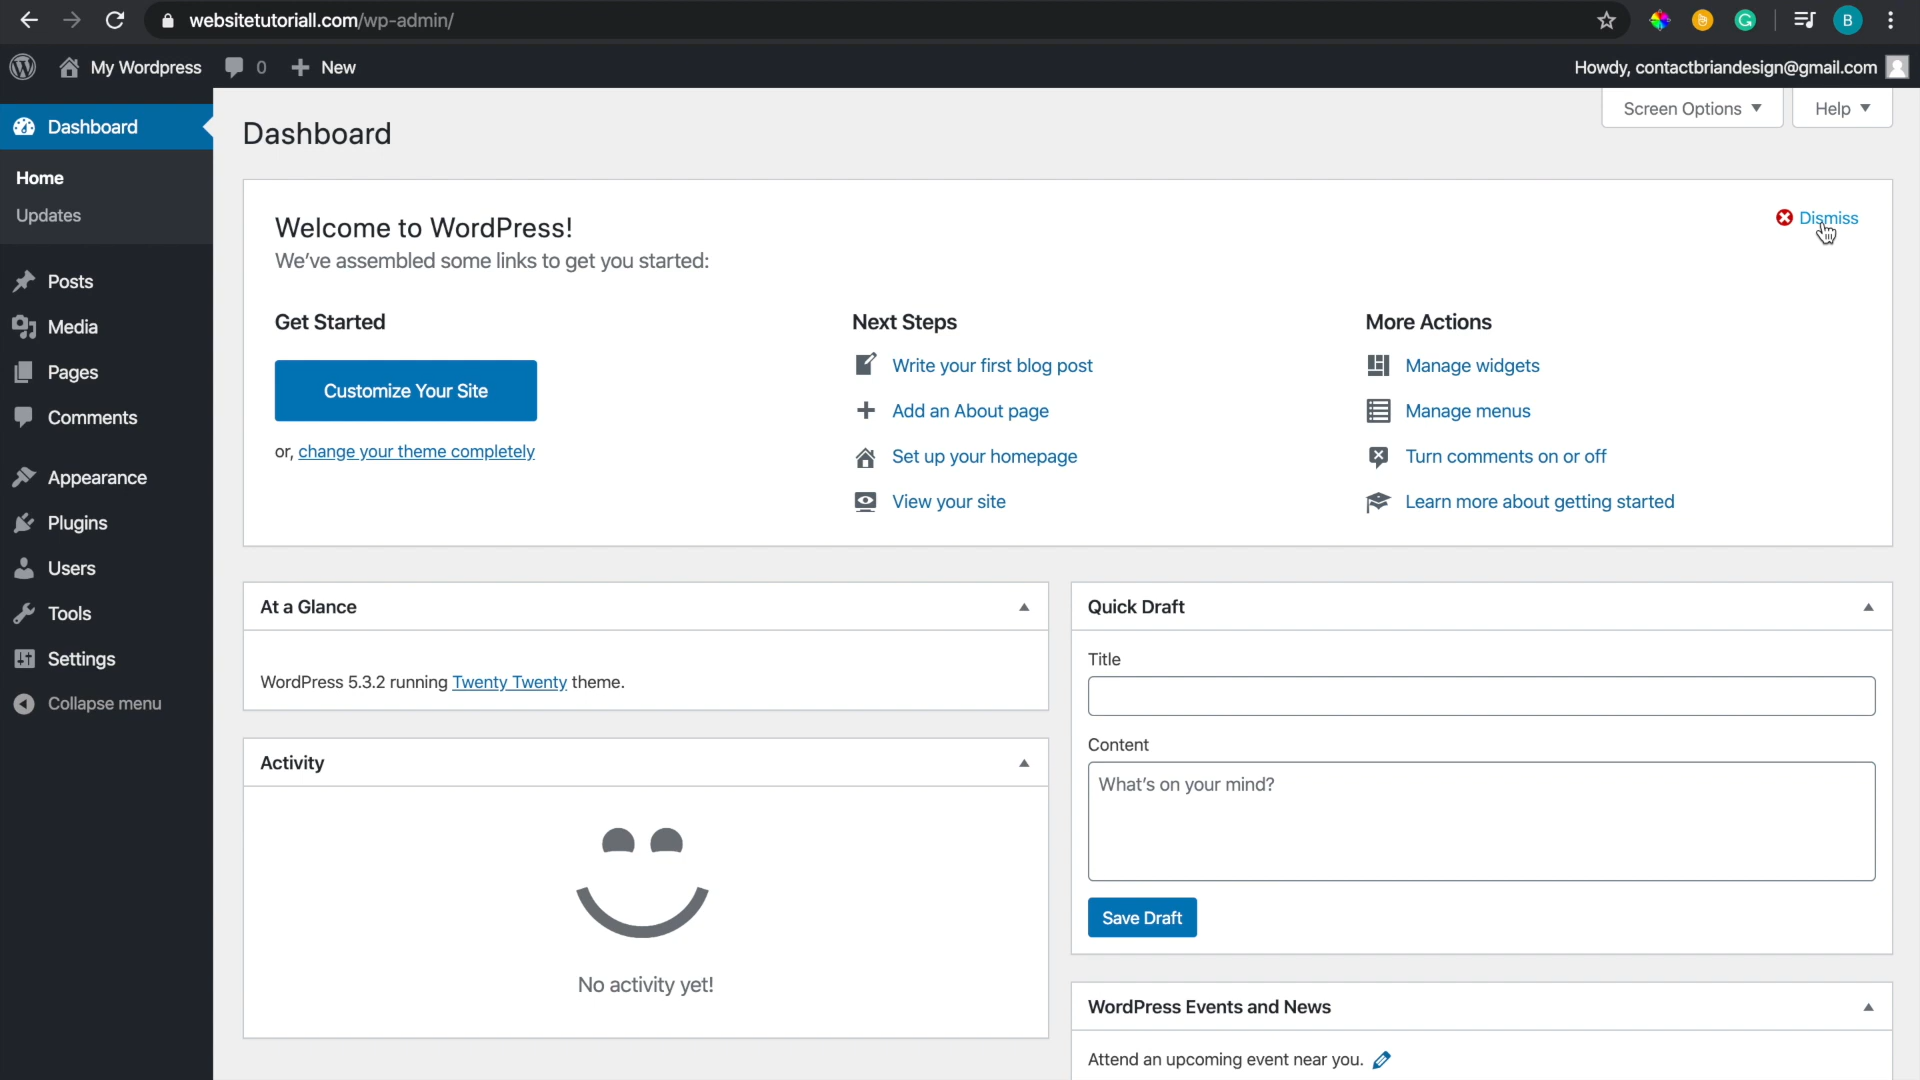 websitetutoriall.com/wp-admin/
B
My Wordpress
0
New
Howdy, contactbriandesign@gmail.com
Dashboard
Home
Updates
Posts
Media
Pages
Comments
Appearance
Plugins
Users
Tools
Settings
Collapse menu
Dashboard
Screen Options
Help
Welcome to WordPress!
We've assembled some links to get you started:
Dismiss
Get Started
Customize Your Site
or, change your theme completely
Next Steps
Write your first blog post
Add an About page
Set up your homepage
View your site
More Actions
Manage widgets
Manage menus
Turn comments on or off
Learn more about getting started
At a Glance
WordPress 5.3.2 running Twenty Twenty theme.
Activity
No activity yet!
Quick Draft
Title
Content
What's on your mind?
Save Draft
WordPress Events and News
Attend an upcoming event near you.